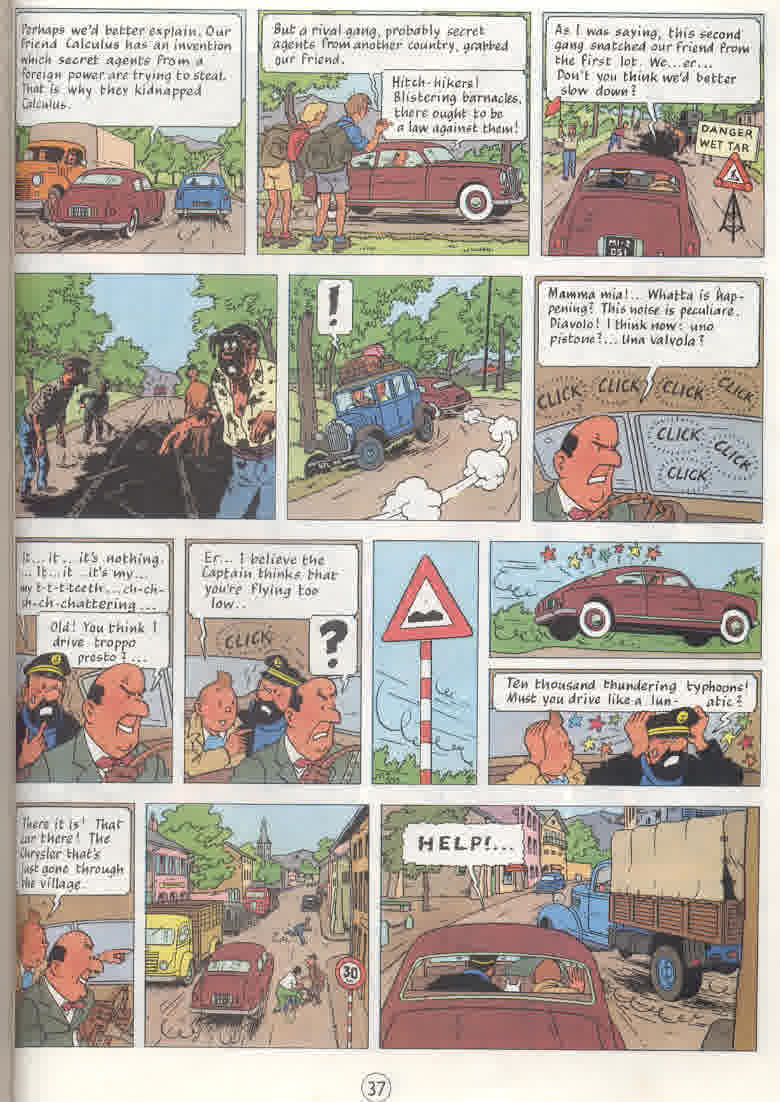 Perhaps we'd better explain. Our
friend Calculus has an invention
which secret agents from a
foreign power are trying to steal.
That is why they kidnapped
Calculus.
But a rival gang, probably secret
agents from another country, grabbed
our friend.
Hitch-hikers!
Blistering barnacles,
there ought to be
a law against them!
As I was saying, this second
gang snatched our friend from
the first lot. We...er...
Don't you think we'd better
slow down?
DANGER
WET TAR
MI-2
051
!
Mamma mia!.. Whatta is hap-
pening? This noise is peculiare.
Diavolo! I think now: uno
pistone?... Una valvola?
CLICK CLICK CLICK CLICK
CLICK CLICK
CLICK
It... it... it's nothing.
.. It...it ..it's my...
my t-t-t-teeth...ch-ch-
ch-ch-chattering...
Old! You think I
drive troppo
presto?...
Er... I believe the
Captain thinks that
you're flying too
low..
CLICK
?
Ten thousand thundering typhoons!
Must you drive like a lun- atic?
There it is! That
car there! The
Chrysler that's
just gone through
the village.
30
HELP!...
37